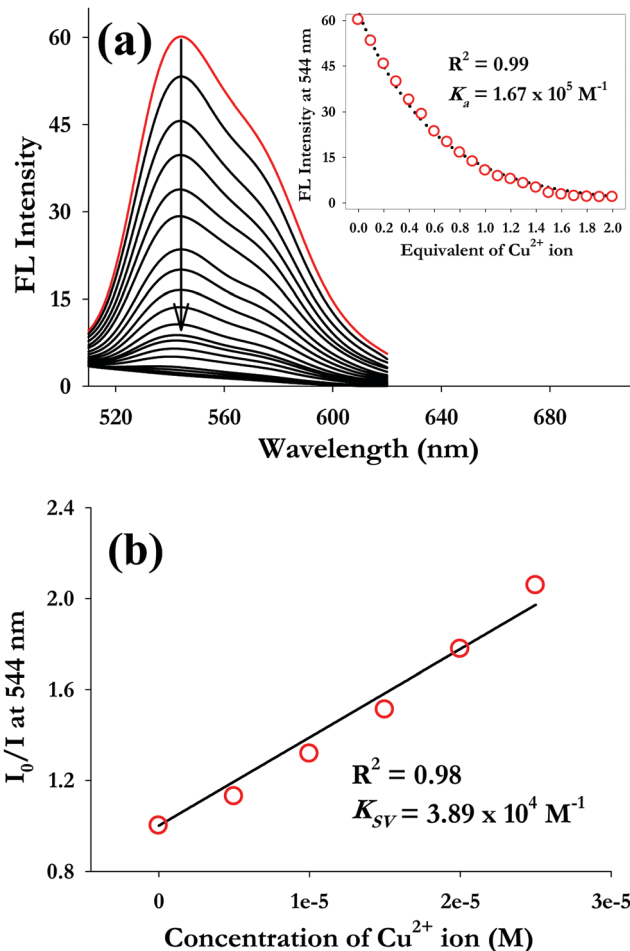 (a)
60
45
30
15
0
FL Intensity
520 560 600 640 680
Wavelength (nm)
60
45
30
15
0
FL Intensity at 544 nm
R² = 0.99
Kₐ = 1.67 x 10⁵ M⁻¹
0.0 0.2 0.4 0.6 0.8 1.0 1.2 1.4 1.6 1.8 2.0
Equivalent of Cu²⁺ ion
(b)
2.4
2.0
1.6
1.2
0.8
I₀/I at 544 nm
R² = 0.98
K_SV = 3.89 x 10⁴ M⁻¹
0 1e-5 2e-5 3e-5
Concentration of Cu²⁺ ion (M)